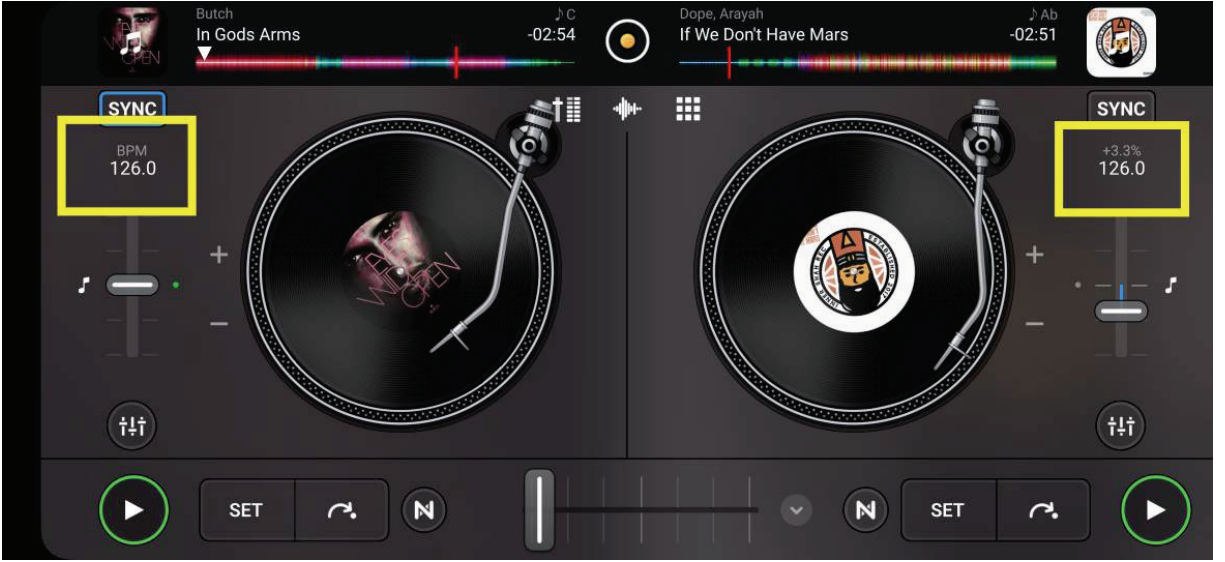 Butch
♪C
In Gods Arms
-02:54
Dope, Arayah
♪Ab
If We Don't Have Mars
-02:51
SYNC
SYNC
BPM
126.0
+3.3%
126.0
SET
SET